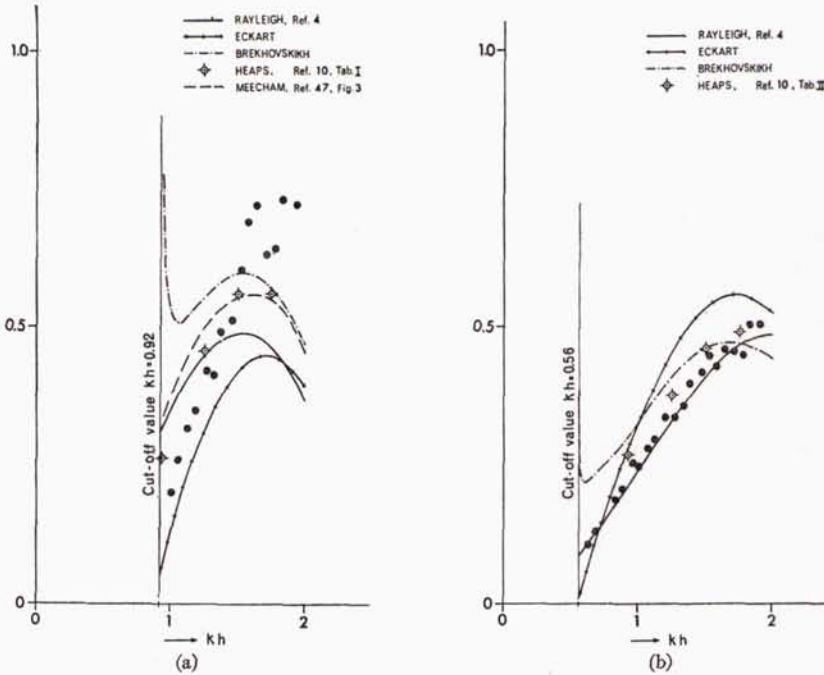 RAYLEIGH, Ref. 4
ECKART
BREKHOVSKIKH
HEAPS, Ref. 10, Tab. I
MEECHAM, Ref. 47, Fig. 3
1.0
0.5
0
Cut-off value kh=0.92
0
1
2
kh
(a)
RAYLEIGH, Ref. 4
ECKART
BREKHOVSKIKH
HEAPS, Ref. 10, Tab. II
1.0
0.5
0
Cut-off value kh=0.56
0
1
2
kh
(b)